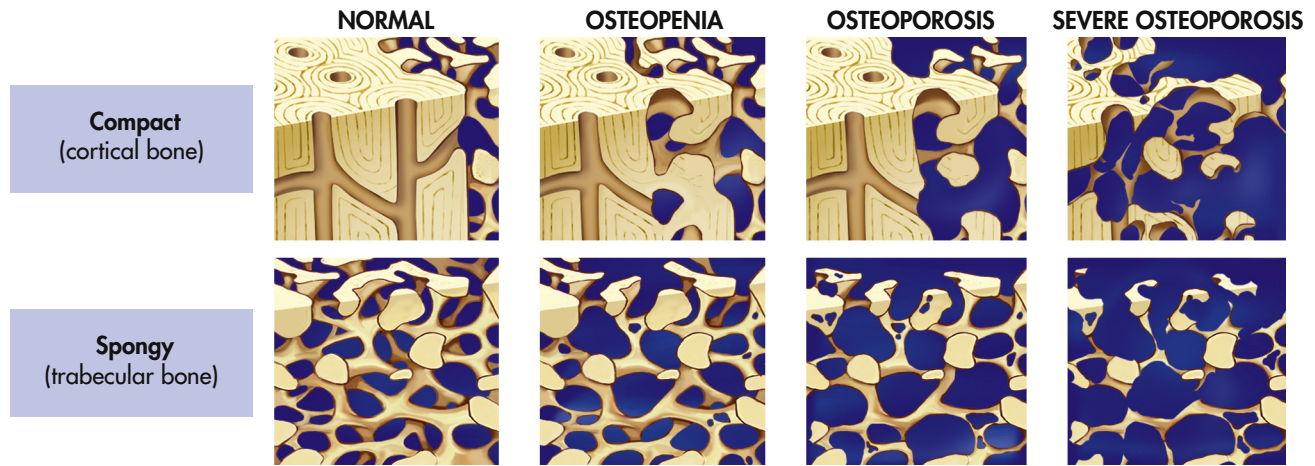 NORMAL
OSTEOPENIA
OSTEOPOROSIS
SEVERE OSTEOPOROSIS
Compact
(cortical bone)
Spongy
(trabecular bone)